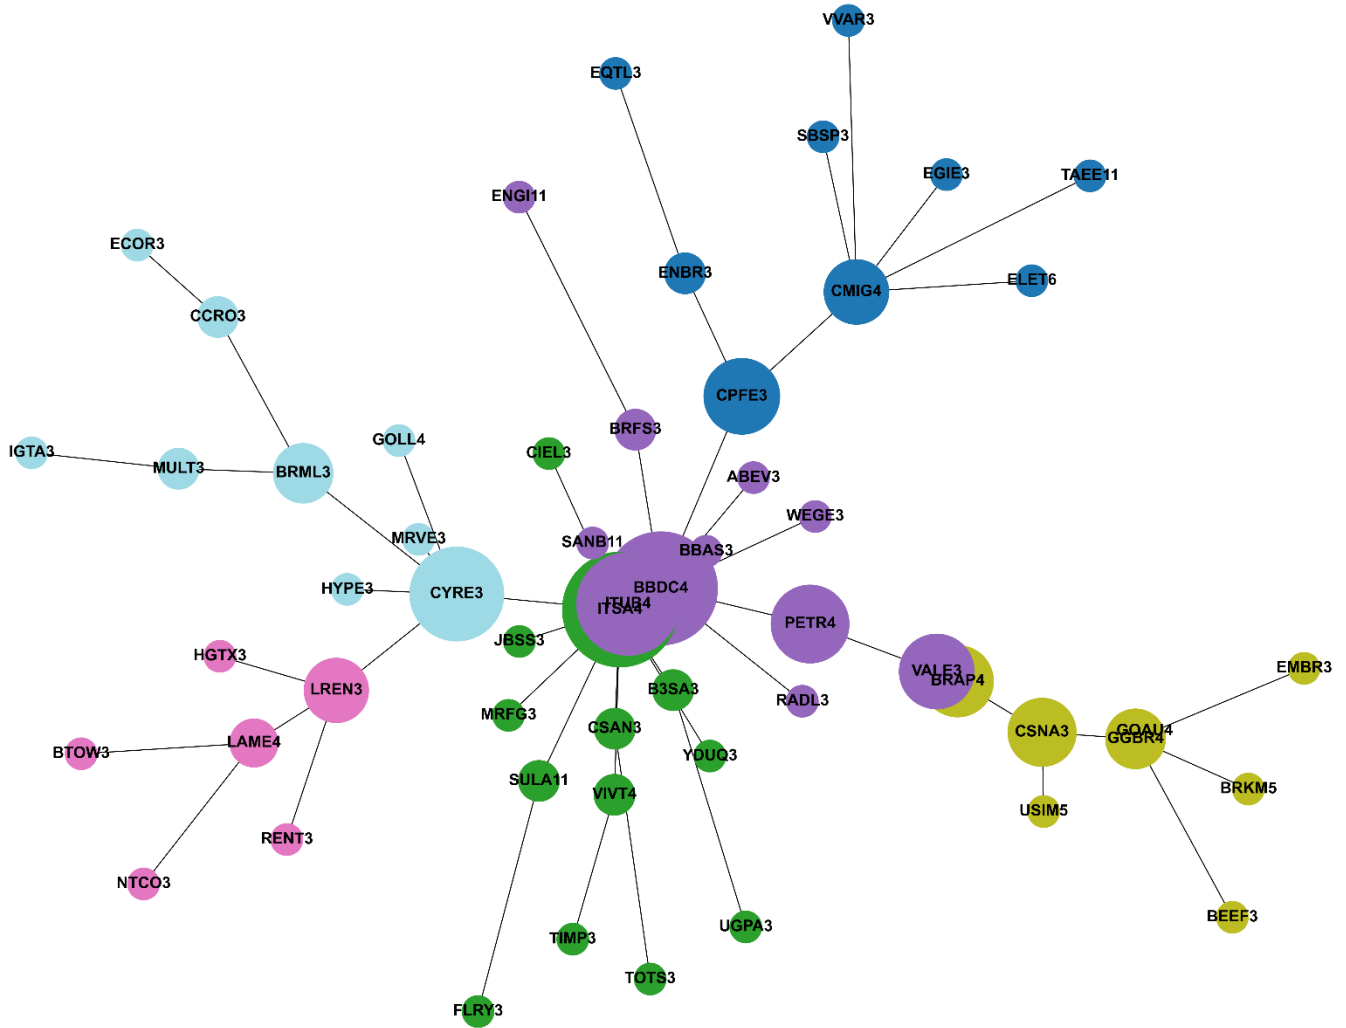 VVAR3
EQTL3
SBSP3
EGIE3
TAEE11
ENGI11
ECOR3
ENBR3
ELET6
CMIG4
CCRO3
CPFE3
BRFS3
GOLL4
IGTA3
CIEL3
MULT3
BRML3
ABEV3
WEGE3
MRVE3
SANB11
BBAS3
HYPE3
CYRE3
BBDC4
ITUB4
ITSA4
PETR4
JBSS3
HGTX3
EMBR3
VALE3
BRAP4
LREN3
B3SA3
RADL3
MRFG3
CSAN3
CSNA3
GOAU4
GGBR4
LAME4
BTOW3
YDUQ3
SULA11
VIVT4
BRKM5
USIM5
RENT3
NTCO3
BEEF3
UGPA3
TIMP3
TOTS3
FLRY3